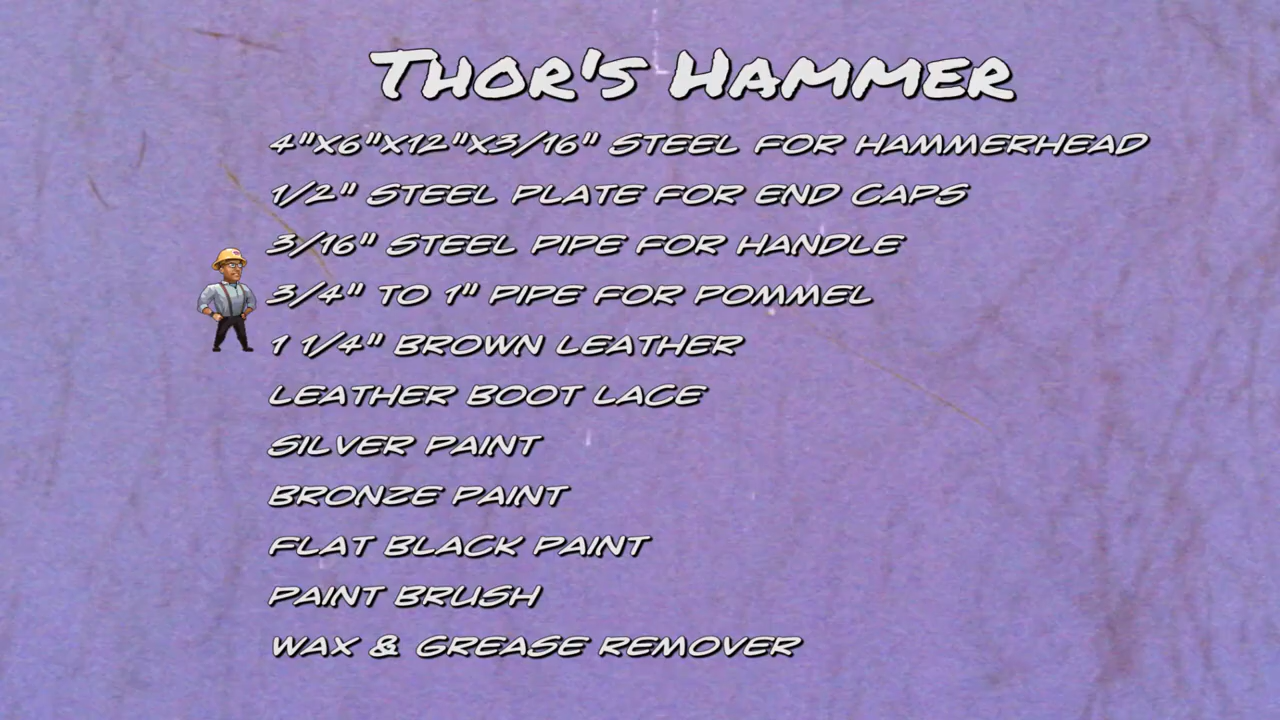 THOR'S HAMMER
4"X6"X12"X3/16" STEEL FOR HAMMERHEAD
1/2" STEEL PLATE FOR END CAPS
3/16" STEEL PIPE FOR HANDLE
3/4" TO 1" PIPE FOR POMMEL
1 1/4" BROWN LEATHER
LEATHER BOOT LACE
SILVER PAINT
BRONZE PAINT
FLAT BLACK PAINT
PAINT BRUSH
WAX & GREASE REMOVER